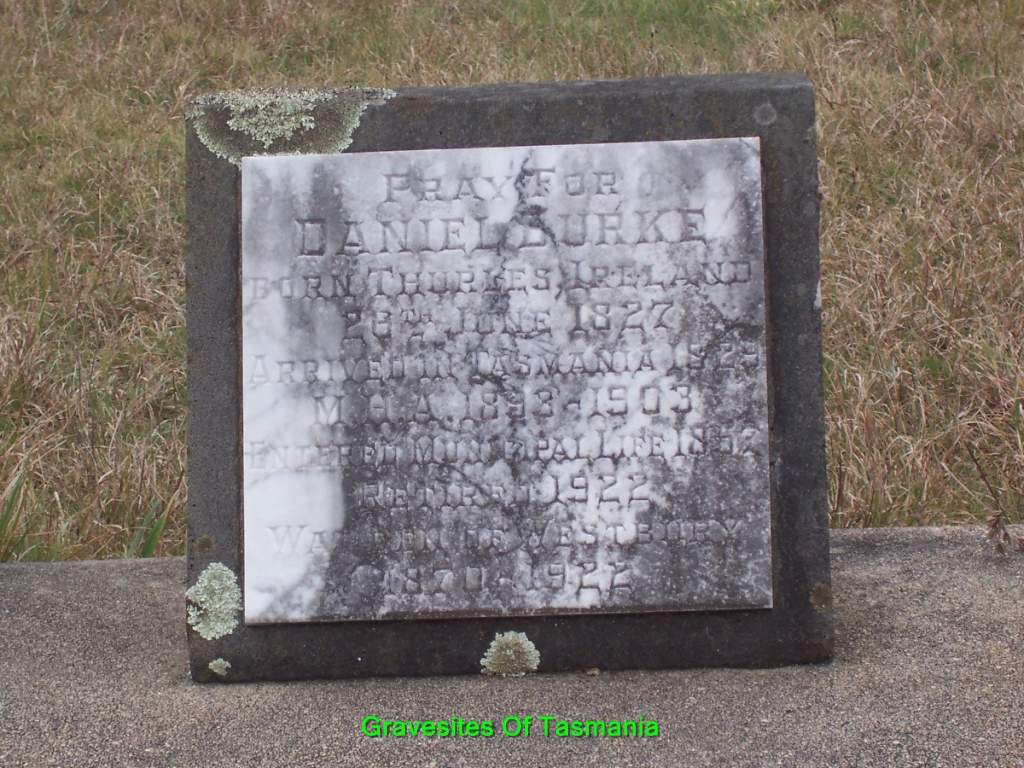 PRAY FOR
DANIEL BURKE
BORN THURLES, IRELAND
26TH JUNE 1827
ARRIVED IN TASMANIA 1829
M.H.A. 1893-1903
ENTERED MUNICIPAL LIFE
RETIRED 1922
WARDEN OF WESTBURY
1870-1922
Gravesites Of Tasmania